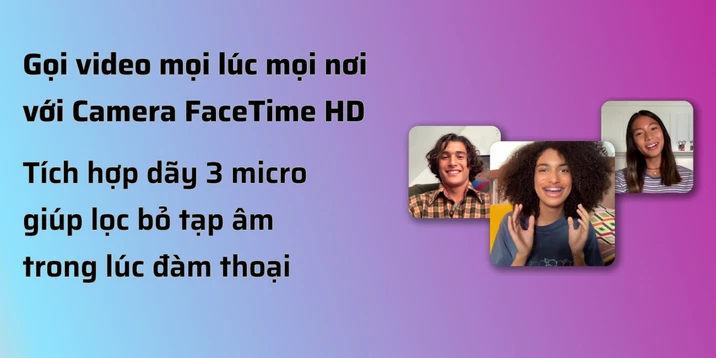 Gọi video mọi lúc mọi nơi
với Camera FaceTime HD
Tích hợp dãy 3 micro
giúp lọc bỏ tạp âm
trong lúc đàm thoại